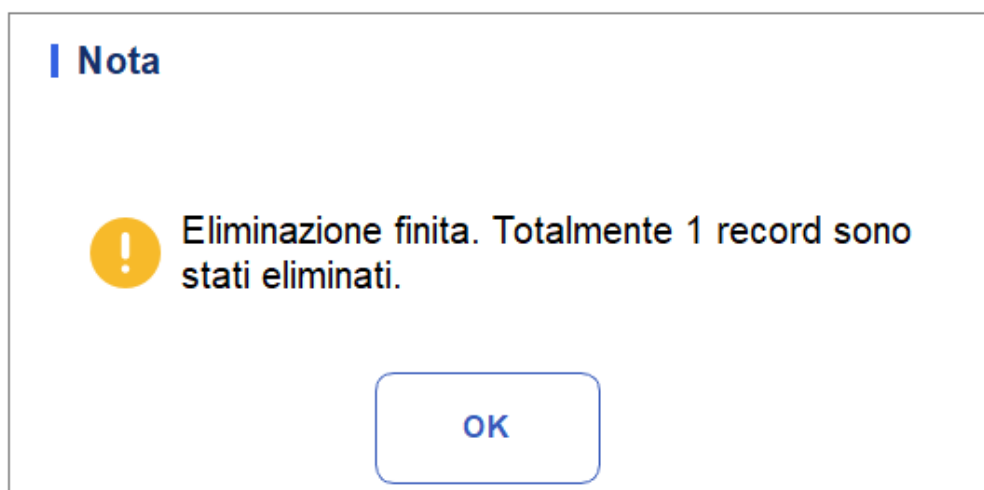 Nota
Eliminazione finita. Totalmente 1 record sono
stati eliminati.
OK